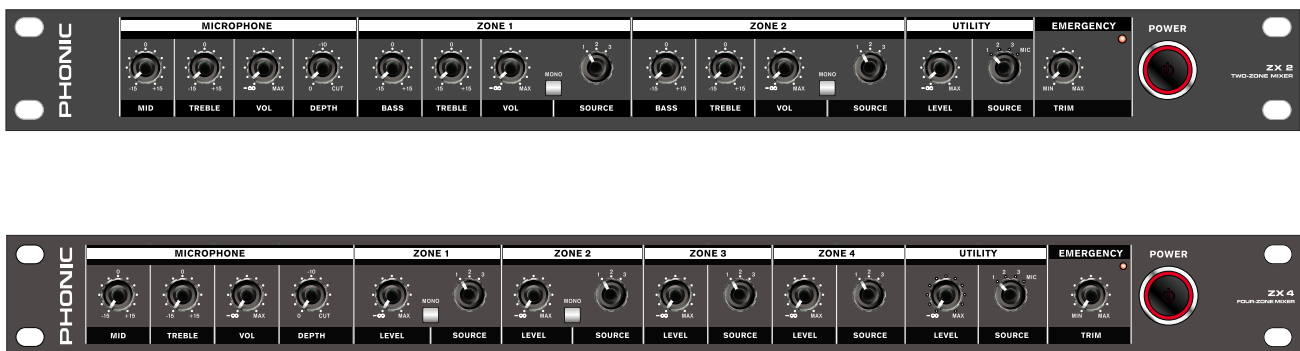 PHONIC
MICROPHONE ZONE 1 ZONE 2 UTILITY EMERGENCY
POWER
0 0 -10 0 0 1 2 3 0 0 1 2 3 1 2 3 MIC
MONO MONO
ZX 2
TWO-ZONE MIXER
-15 +15 -15 +15 -∞ MAX 0 CUT -15 +15 -15 +15 -∞ MAX -15 +15 -15 +15 -∞ MAX -∞ MAX MIN MAX
MID TREBLE VOL DEPTH BASS TREBLE VOL SOURCE BASS TREBLE VOL SOURCE LEVEL SOURCE TRIM
PHONIC
MICROPHONE ZONE 1 ZONE 2 ZONE 3 ZONE 4 UTILITY EMERGENCY
POWER
0 0 -10 1 2 3 1 2 3 1 2 3 1 2 3 1 2 3 MIC
MONO MONO
ZX 4
FOUR-ZONE MIXER
-15 +15 -15 +15 -∞ MAX 0 CUT -∞ MAX -∞ MAX -∞ MAX -∞ MAX -∞ MAX MIN MAX
MID TREBLE VOL DEPTH LEVEL SOURCE LEVEL SOURCE LEVEL SOURCE LEVEL SOURCE LEVEL SOURCE TRIM